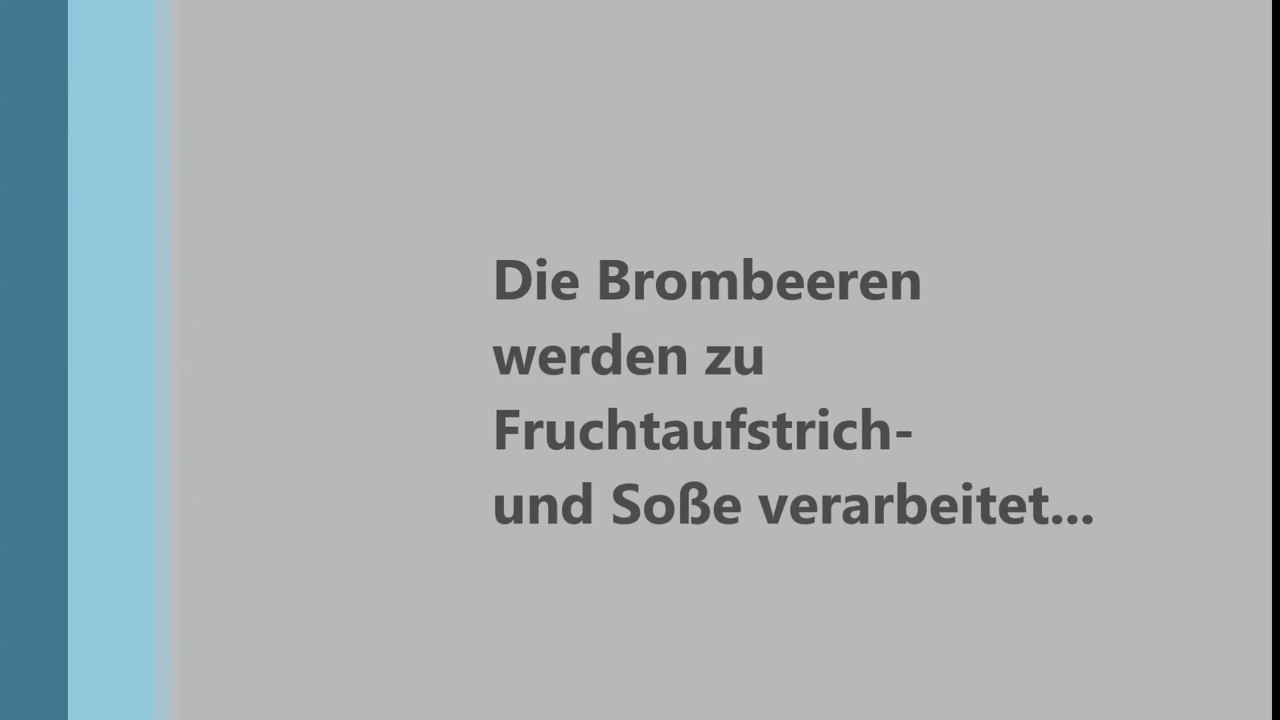 Die Brombeeren
werden zu
Fruchtaufstrich-
und Soße verarbeitet...